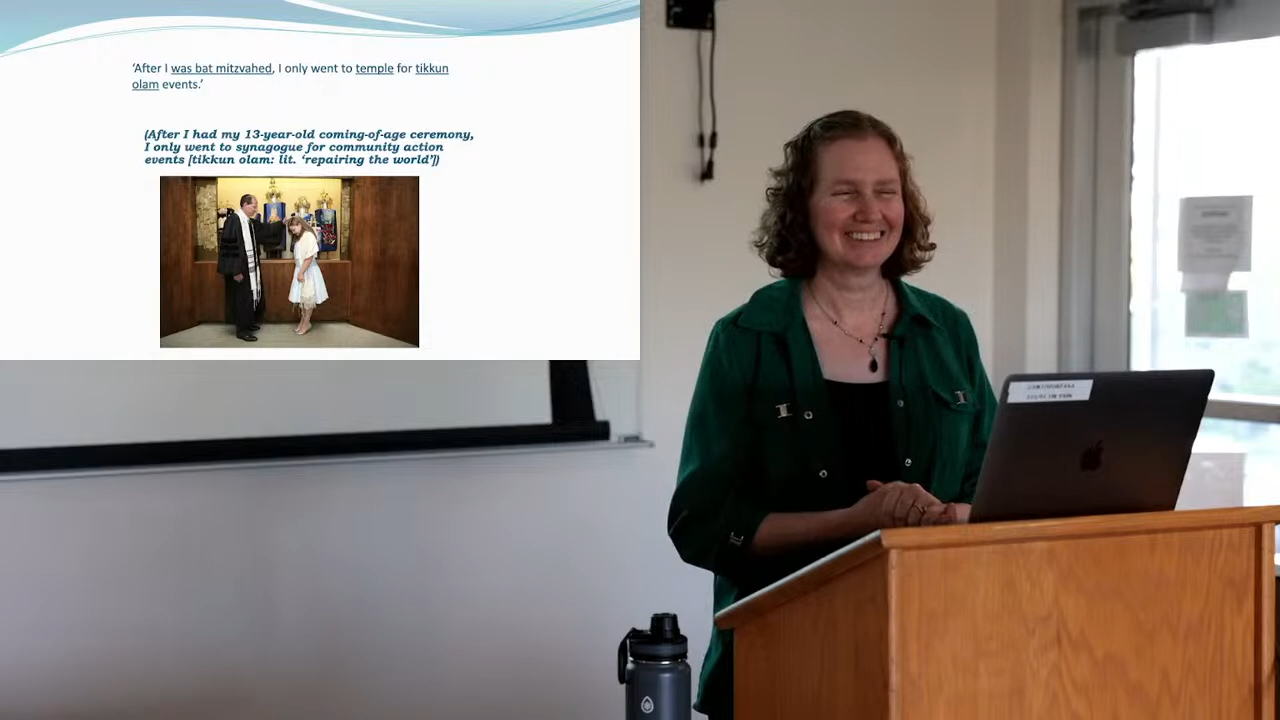 ‘After I was bat mitzvahed, I only went to temple for tikkun
olam events.’
(After I had my 13-year-old coming-of-age ceremony,
I only went to synagogue for community action
events [tikkun olam: lit. ‘repairing the world’])